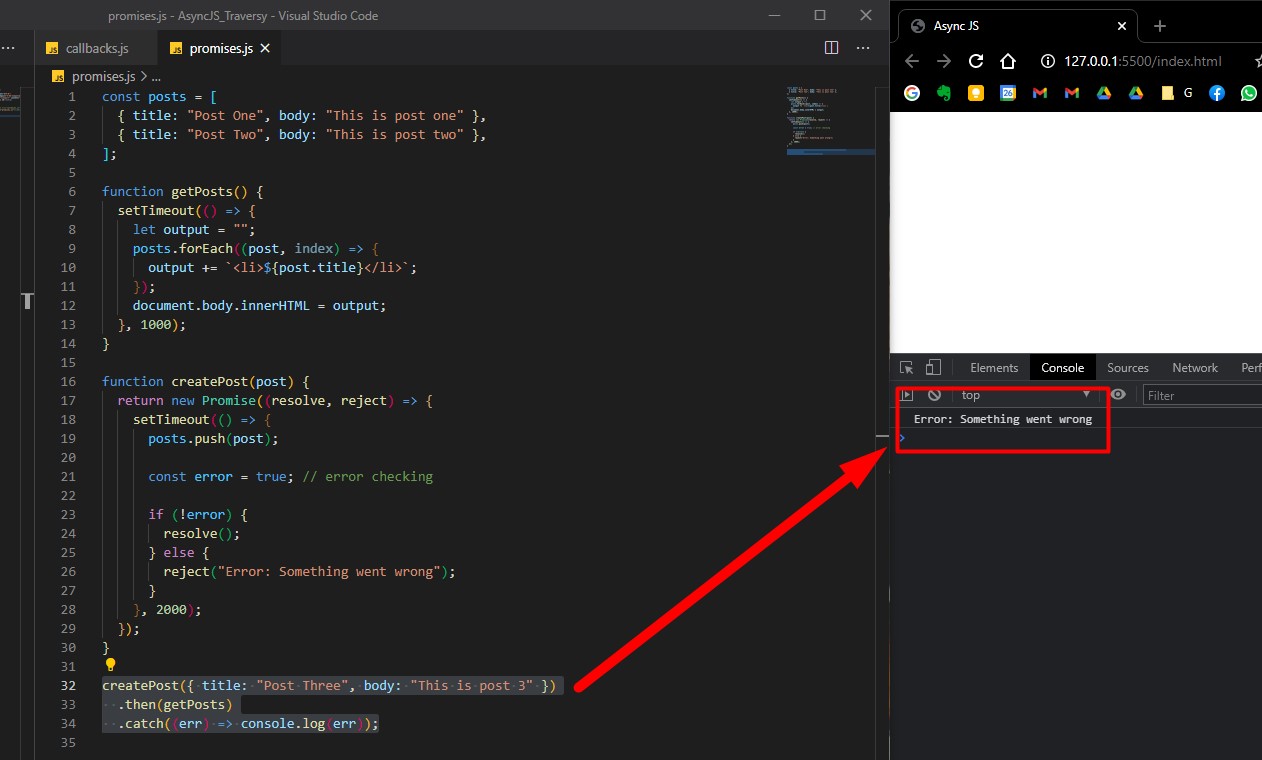 promises.js - AsyncJS_Traversy - Visual Studio Code
callbacks.js
promises.js
promises.js > ...
1 const posts = [
2 { title: "Post One", body: "This is post one" },
3 { title: "Post Two", body: "This is post two" },
4 ];
5
6 function getPosts() {
7 setTimeout(() => {
8 let output = "";
9 posts.forEach((post, index) => {
10 output += `<li>${post.title}</li>`;
11 });
12 document.body.innerHTML = output;
13 }, 1000);
14 }
15
16 function createPost(post) {
17 return new Promise((resolve, reject) => {
18 setTimeout(() => {
19 posts.push(post);
20
21 const error = true; // error checking
22
23 if (!error) {
24 resolve();
25 } else {
26 reject("Error: Something went wrong");
27 }
28 }, 2000);
29 });
30 }
31
32 createPost({ title: "Post Three", body: "This is post 3" })
33 .then(getPosts)
34 .catch((err) => console.log(err));
35
Async JS
127.0.0.1:5500/index.html
G
Elements Console Sources Network Perf
top Filter
Error: Something went wrong